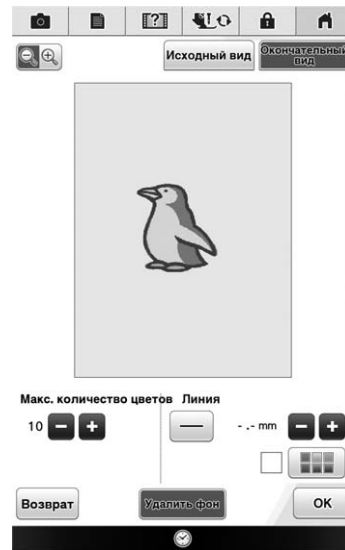 Исходный вид
Окончательный
вид
Макс. количество цветов Линия
10 - + -.- mm - +
Возврат Удалить фон OK